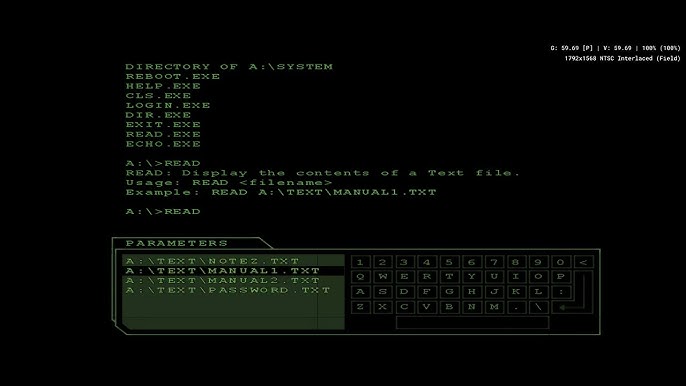 G: 59.69 [P] | V: 59.69 | 100% (100%)
1792x1568 NTSC Interlaced (Field)
DIRECTORY OF A:\SYSTEM
REBOOT.EXE
HELP.EXE
CLS.EXE
LOGIN.EXE
DIR.EXE
EXIT.EXE
READ.EXE
ECHO.EXE
A:\>READ
READ: Display the contents of a Text file.
Usage: READ <filename>
Example: READ A:\TEXT\MANUAL1.TXT
A:\>READ
PARAMETERS
A:\TEXT\NOTEZ.TXT
A:\TEXT\MANUAL1.TXT
A:\TEXT\MANUAL2.TXT
A:\TEXT\PASSWORD.TXT
1 2 3 4 5 6 7 8 9 0 <
Q W E R T Y U I O P
A S D F G H J K L :
Z X C V B N M . \